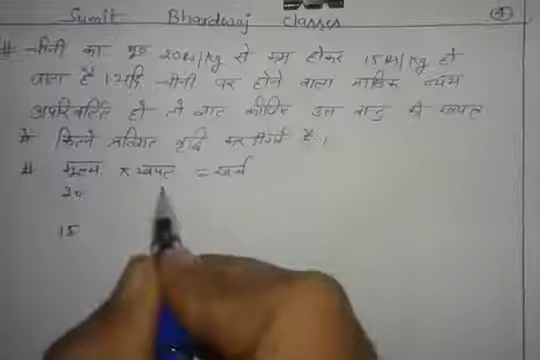 Sumit Bhardwaj Classes 4
# चीनी का मूल्य 20रु/kg से कम होकर 15रु/kg हो
जाता है। यदि चीनी पर होने वाला मासिक व्यय
अपरिवर्तित हो तो ज्ञात कीजिए उस वस्तु की खपत
में कितने प्रतिशत वृद्धि है।
# मूल्य × खपत = खर्च
20
15